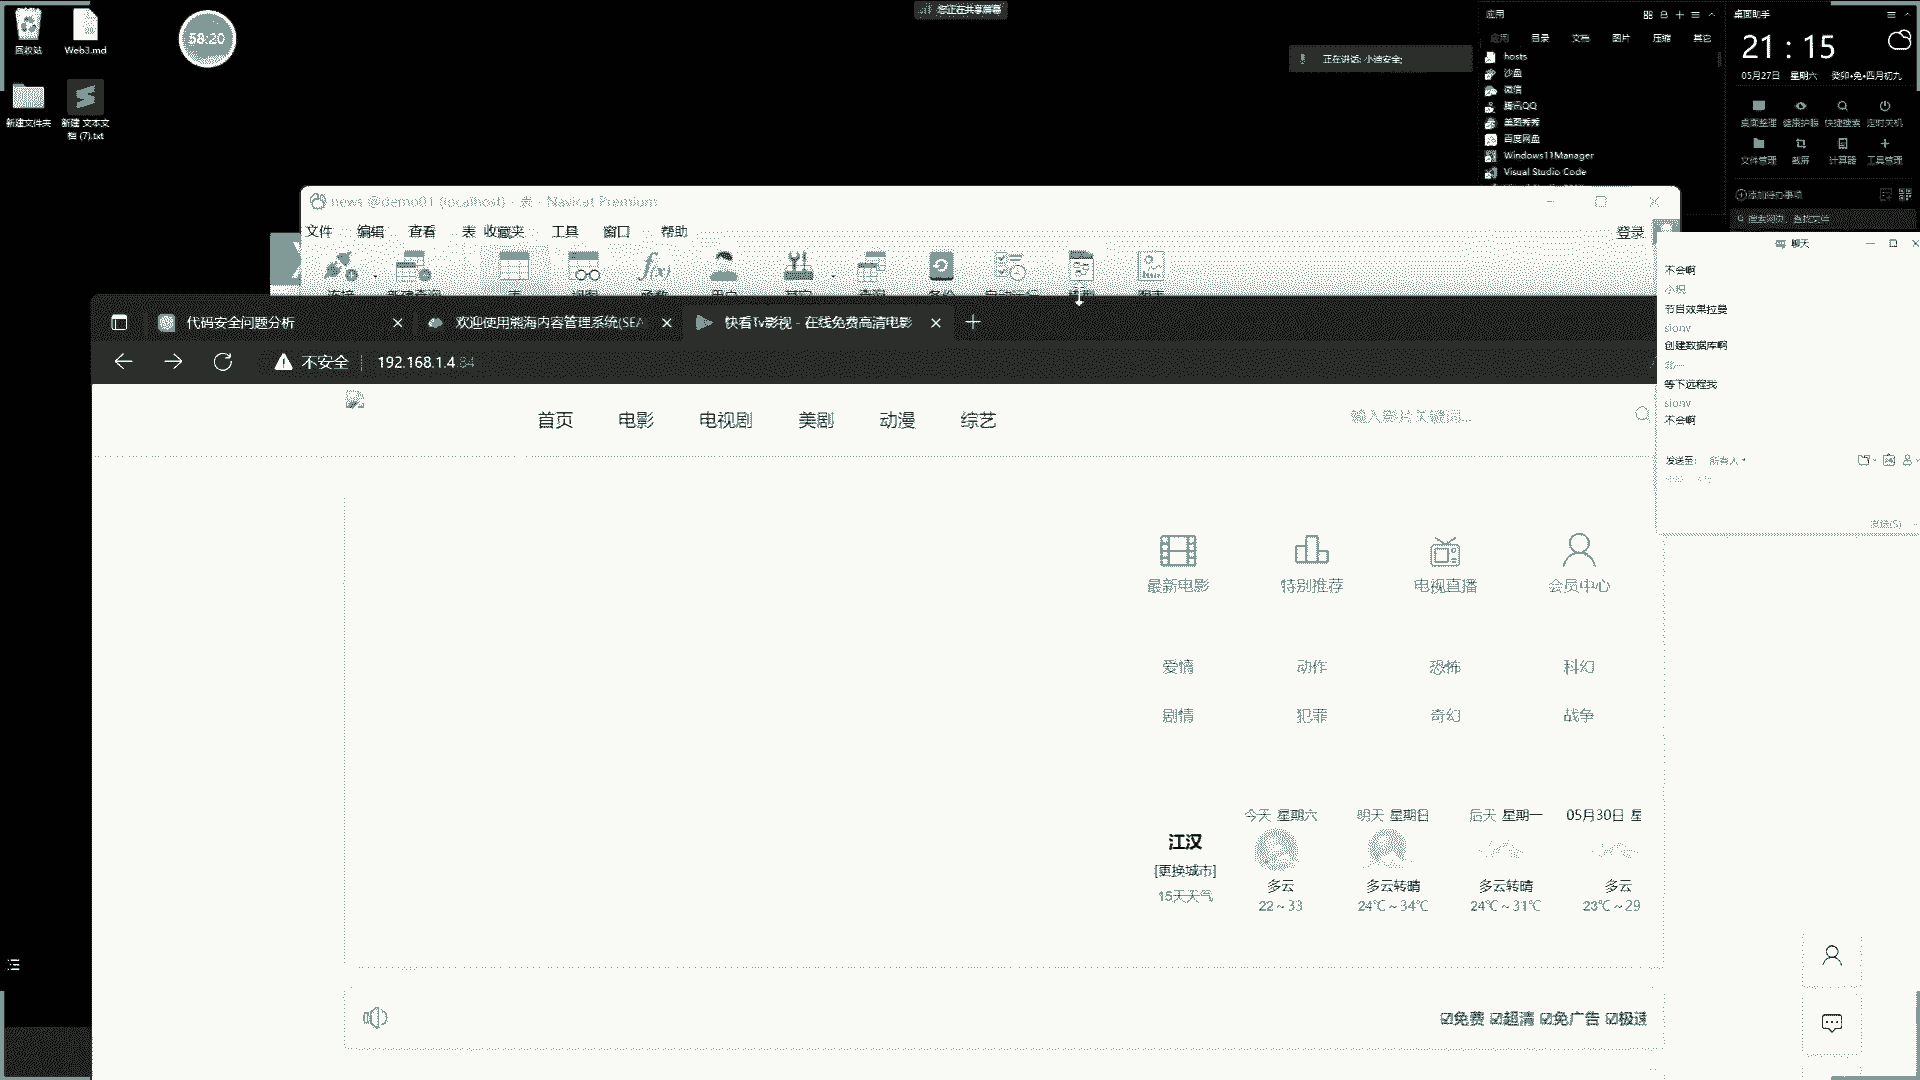 您正在共享屏幕
回收站
Web3.md
58:20
新建文件夹
新建 文本文
档 (7).txt
正在讲话: 小迪安全;
应用
应用 目录 文档 图片 压缩 其它
hosts
沙盘
微信
腾讯QQ
美图秀秀
百度网盘
Windows11Manager
Visual Studio Code
桌面助手
21:15
05月27日 星期六 癸卯·兔·四月初九
桌面整理 健康护眼 快捷搜索 定时关机
文件管理 截屏 计算器 工具管理
添加待办事项
搜索网页、查找文件
news @demo01 (localhost) - 表 - Navicat Premium
文件 编辑 查看 表 收藏夹 工具 窗口 帮助
登录
代码安全问题分析
欢迎使用熊海内容管理系统(SEA
快看Tv影视 - 在线免费高清电影
不安全 192.168.1.4:84
首页 电影 电视剧 美剧 动漫 综艺
输入影片关键词...
最新电影 特别推荐 电视直播 会员中心
爱情 动作 恐怖 科幻
剧情 犯罪 奇幻 战争
江汉
[更换城市]
15天天气
今天 星期六 明天 星期日 后天 星期一 05月30日 星
多云 多云转晴 多云转晴 多云
22 ~ 33 24℃ ~ 34℃ 24℃ ~ 31℃ 23℃ ~ 29
☑免费 ☑超清 ☑免广告 ☑极速
聊天
不会啊
节目效果拉曼
sionv
创建数据库啊
等下远程我
sionv
不会啊
发送至: 所有人
发送(S)